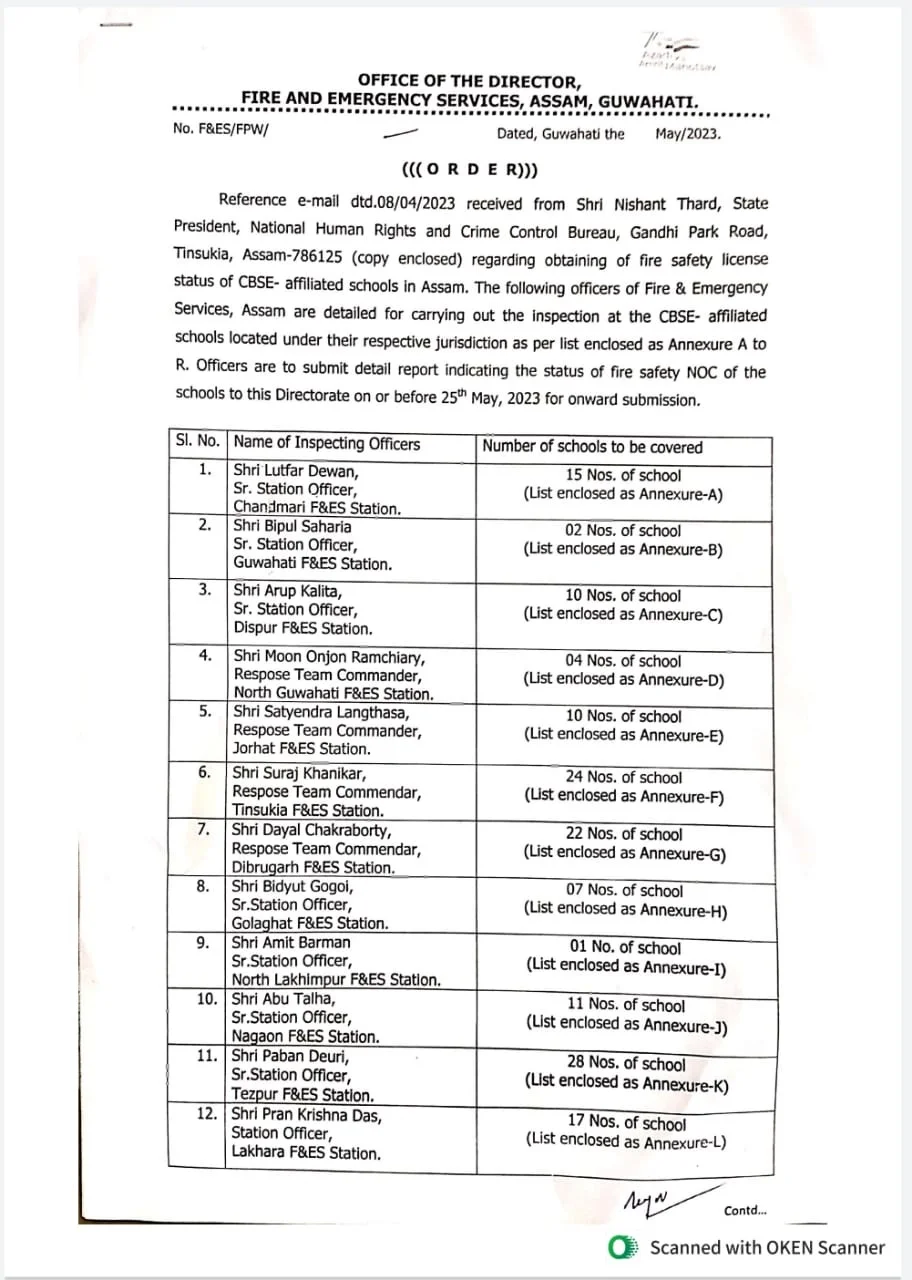 Azadi
Amrit Mahotsav
OFFICE OF THE DIRECTOR,
FIRE AND EMERGENCY SERVICES, ASSAM, GUWAHATI.
No. F&ES/FPW/ Dated, Guwahati the May/2023.
(((O R D E R)))
Reference e-mail dtd.08/04/2023 received from Shri Nishant Thard, State
President, National Human Rights and Crime Control Bureau, Gandhi Park Road,
Tinsukia, Assam-786125 (copy enclosed) regarding obtaining of fire safety license
status of CBSE- affiliated schools in Assam. The following officers of Fire & Emergency
Services, Assam are detailed for carrying out the inspection at the CBSE- affiliated
schools located under their respective jurisdiction as per list enclosed as Annexure A to
R. Officers are to submit detail report indicating the status of fire safety NOC of the
schools to this Directorate on or before 25th May, 2023 for onward submission.
Sl. No. Name of Inspecting Officers Number of schools to be covered
1. Shri Lutfar Dewan, 15 Nos. of school
Sr. Station Officer, (List enclosed as Annexure-A)
Chandmari F&ES Station.
2. Shri Bipul Saharia 02 Nos. of school
Sr. Station Officer, (List enclosed as Annexure-B)
Guwahati F&ES Station.
3. Shri Arup Kalita, 10 Nos. of school
Sr. Station Officer, (List enclosed as Annexure-C)
Dispur F&ES Station.
4. Shri Moon Onjon Ramchiary, 04 Nos. of school
Respose Team Commander, (List enclosed as Annexure-D)
North Guwahati F&ES Station.
5. Shri Satyendra Langthasa, 10 Nos. of school
Respose Team Commander, (List enclosed as Annexure-E)
Jorhat F&ES Station.
6. Shri Suraj Khanikar, 24 Nos. of school
Respose Team Commendar, (List enclosed as Annexure-F)
Tinsukia F&ES Station.
7. Shri Dayal Chakraborty, 22 Nos. of school
Respose Team Commendar, (List enclosed as Annexure-G)
Dibrugarh F&ES Station.
8. Shri Bidyut Gogoi, 07 Nos. of school
Sr.Station Officer, (List enclosed as Annexure-H)
Golaghat F&ES Station.
9. Shri Amit Barman 01 No. of school
Sr.Station Officer, (List enclosed as Annexure-I)
North Lakhimpur F&ES Station.
10. Shri Abu Talha, 11 Nos. of school
Sr.Station Officer, (List enclosed as Annexure-J)
Nagaon F&ES Station.
11. Shri Paban Deuri, 28 Nos. of school
Sr.Station Officer, (List enclosed as Annexure-K)
Tezpur F&ES Station.
12. Shri Pran Krishna Das, 17 Nos. of school
Station Officer, (List enclosed as Annexure-L)
Lakhara F&ES Station.
Contd...
Scanned with OKEN Scanner